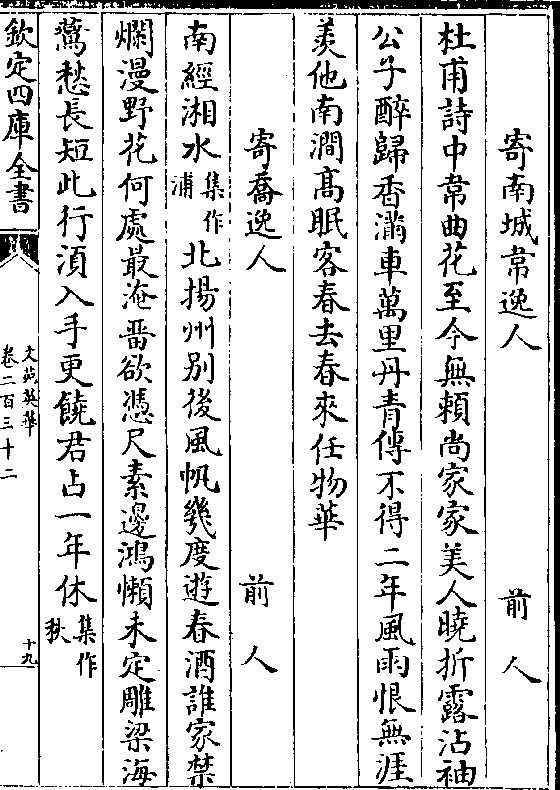 寄南城韋逸人　　　　　前人
杜甫詩中韋曲花至今無賴尚家家美人曉折露沾袖
公子醉歸香滿車萬里丹青傳不得二年風雨恨無涯
羨他南澗高眠客春去春來任物華
寄喬逸人　　　　　前人
南經湘水集作浦北揚州别後風帆幾度遊春酒誰家禁
爛漫野花何處最淹畱欲憑尺素邊鴻懶未定雕梁海
鷰愁長短此行須入手更饒君占一年休集作秋
欽定四庫全書
文苑英華
卷二百三十二
十九